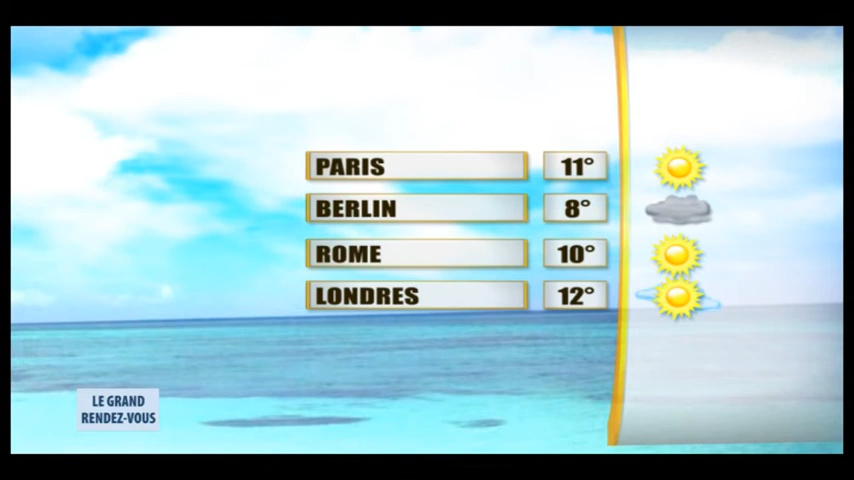 PARIS 11°
BERLIN 8°
ROME 10°
LONDRES 12°
LE GRAND
RENDEZ-VOUS